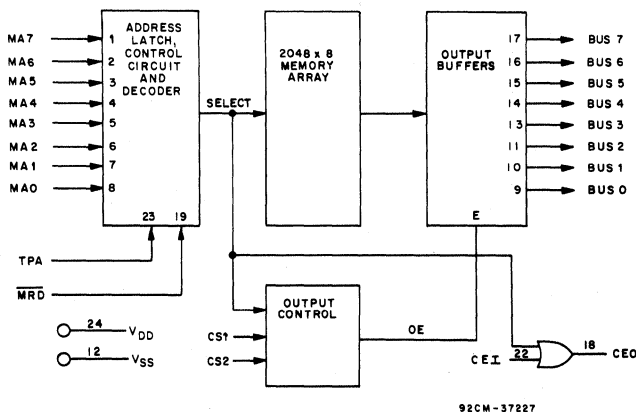 MA7
MA6
MA5
MA4
MA3
MA2
MA1
MA0
1
2
3
4
5
6
7
8
ADDRESS
LATCH,
CONTROL
CIRCUIT
AND
DECODER
23 19
TPA
MRD
24 VDD
12 VSS
SELECT
2048 x 8
MEMORY
ARRAY
OUTPUT
BUFFERS
17 BUS 7
16 BUS 6
15 BUS 5
14 BUS 4
13 BUS 3
11 BUS 2
10 BUS 1
9 BUS 0
E
OUTPUT
CONTROL
CS1
CS2
OE
CEI 22
18 CEO
92CM-37227